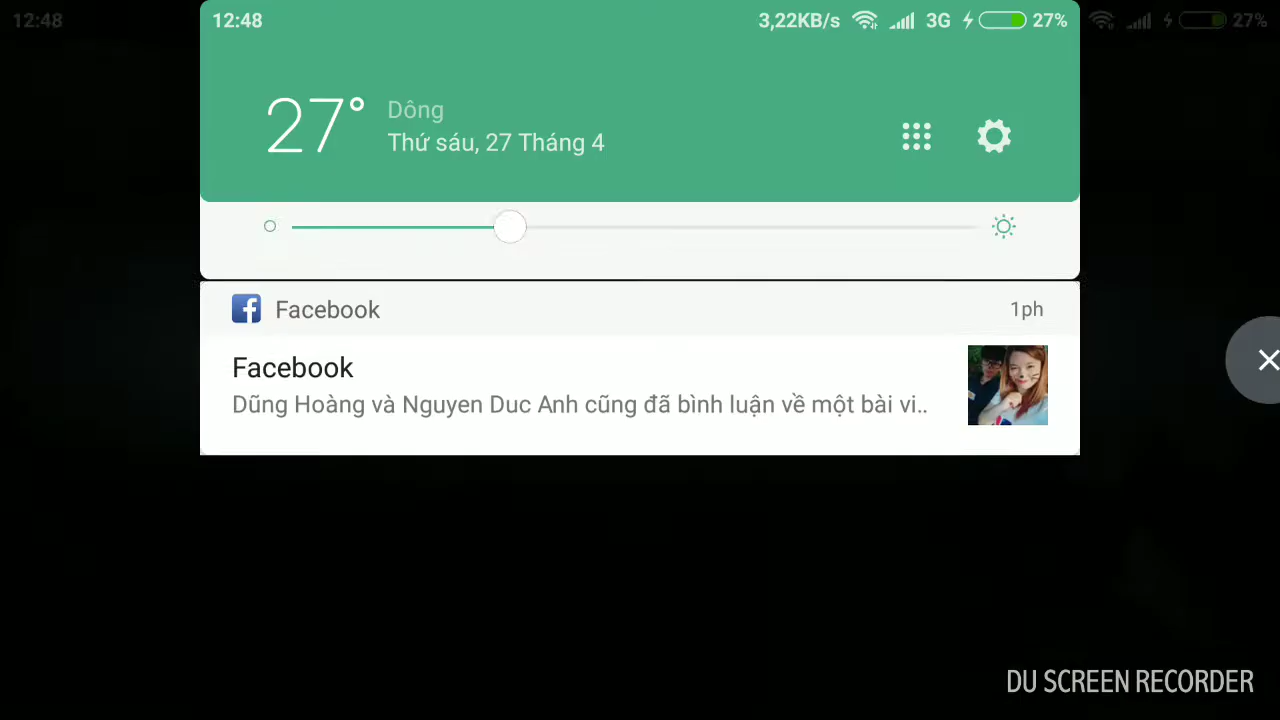 12:48
12:48 3,22KB/s 3G 27% 27%
27° Dông
Thứ sáu, 27 Tháng 4
Facebook 1ph
Facebook
Dũng Hoàng và Nguyen Duc Anh cũng đã bình luận về một bài vi..
DU SCREEN RECORDER